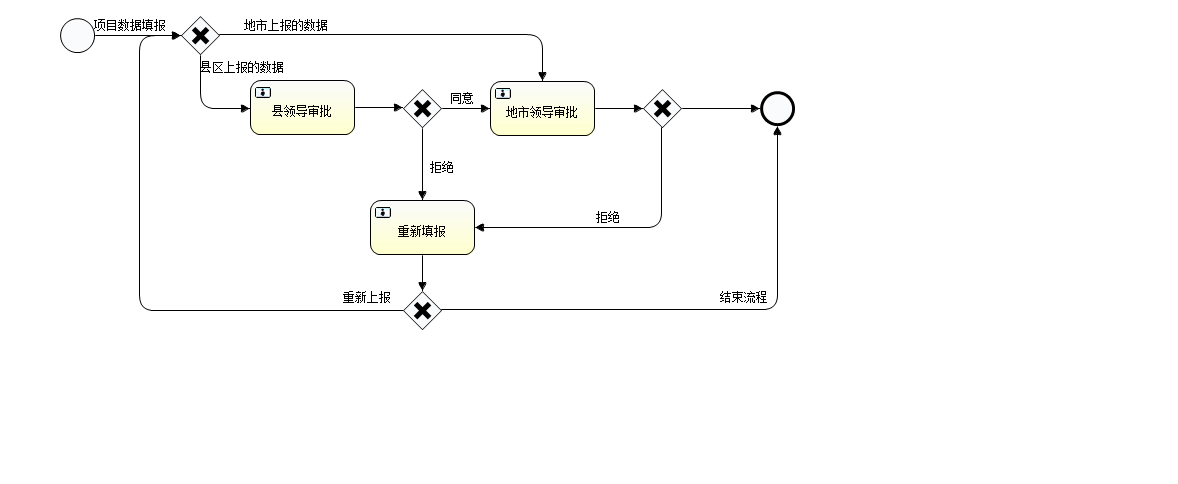 项目数据填报
地市上报的数据
县区上报的数据
县领导审批
同意
地市领导审批
拒绝
拒绝
重新填报
重新上报
结束流程